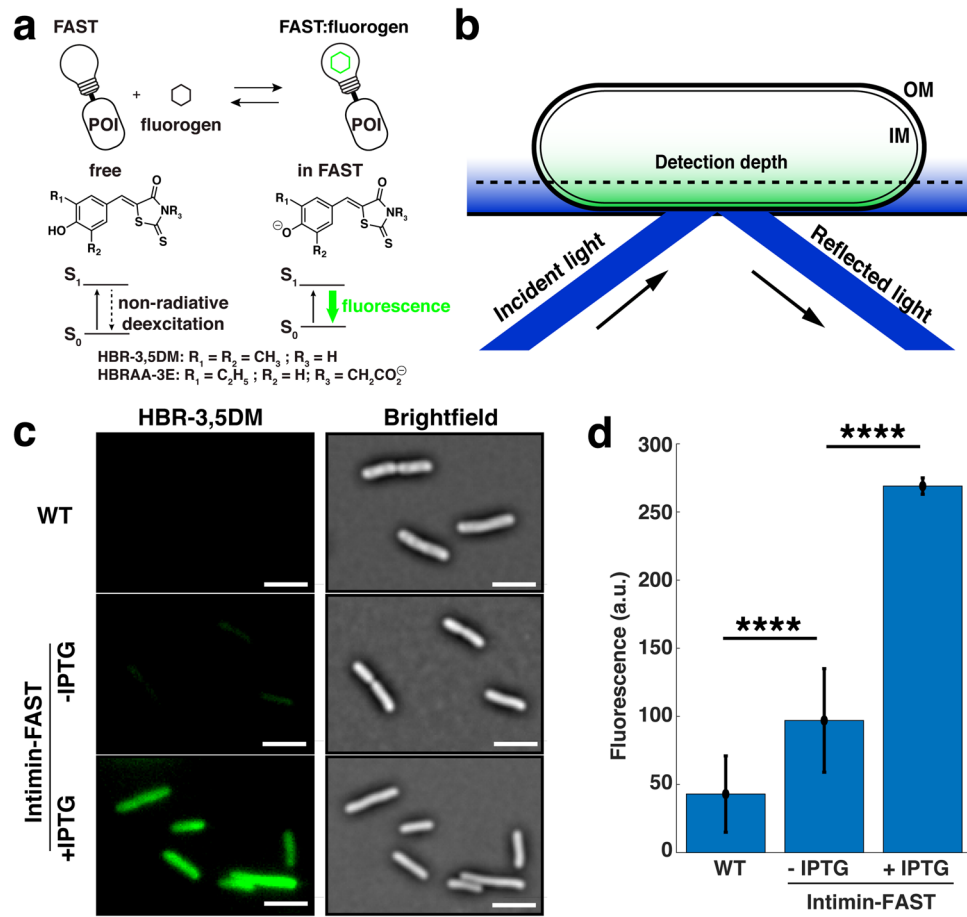 a
FAST
FAST:fluorogen
+
POI
fluorogen
POI
free
in FAST
R₁
O
NR₃
S
S
HO
R₂
R₁
O
NR₃
S
S
⊖O
R₂
S₁
non-radiative
deexcitation
S₀
S₁
fluorescence
S₀
HBR-3,5DM: R₁ = R₂ = CH₃ ; R₃ = H
HBRAA-3E: R₁ = C₂H₅ ; R₂ = H; R₃ = CH₂CO₂⊖
b
OM
IM
Detection depth
Incident light
Reflected light
c
HBR-3,5DM
Brightfield
WT
Intimin-FAST
-IPTG
+IPTG
d
Fluorescence (a.u.)
300
250
200
150
100
50
0
****
****
WT
- IPTG
+ IPTG
Intimin-FAST